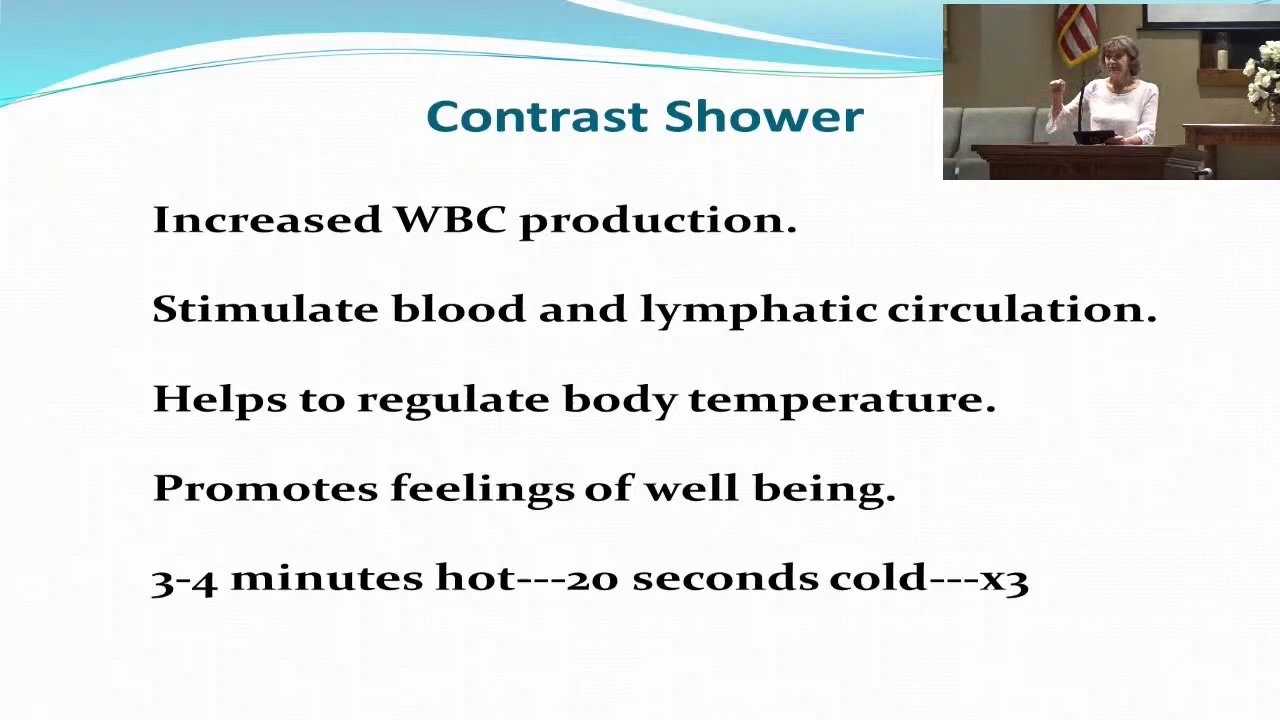 Contrast Shower
Increased WBC production.
Stimulate blood and lymphatic circulation.
Helps to regulate body temperature.
Promotes feelings of well being.
3-4 minutes hot---20 seconds cold---x3